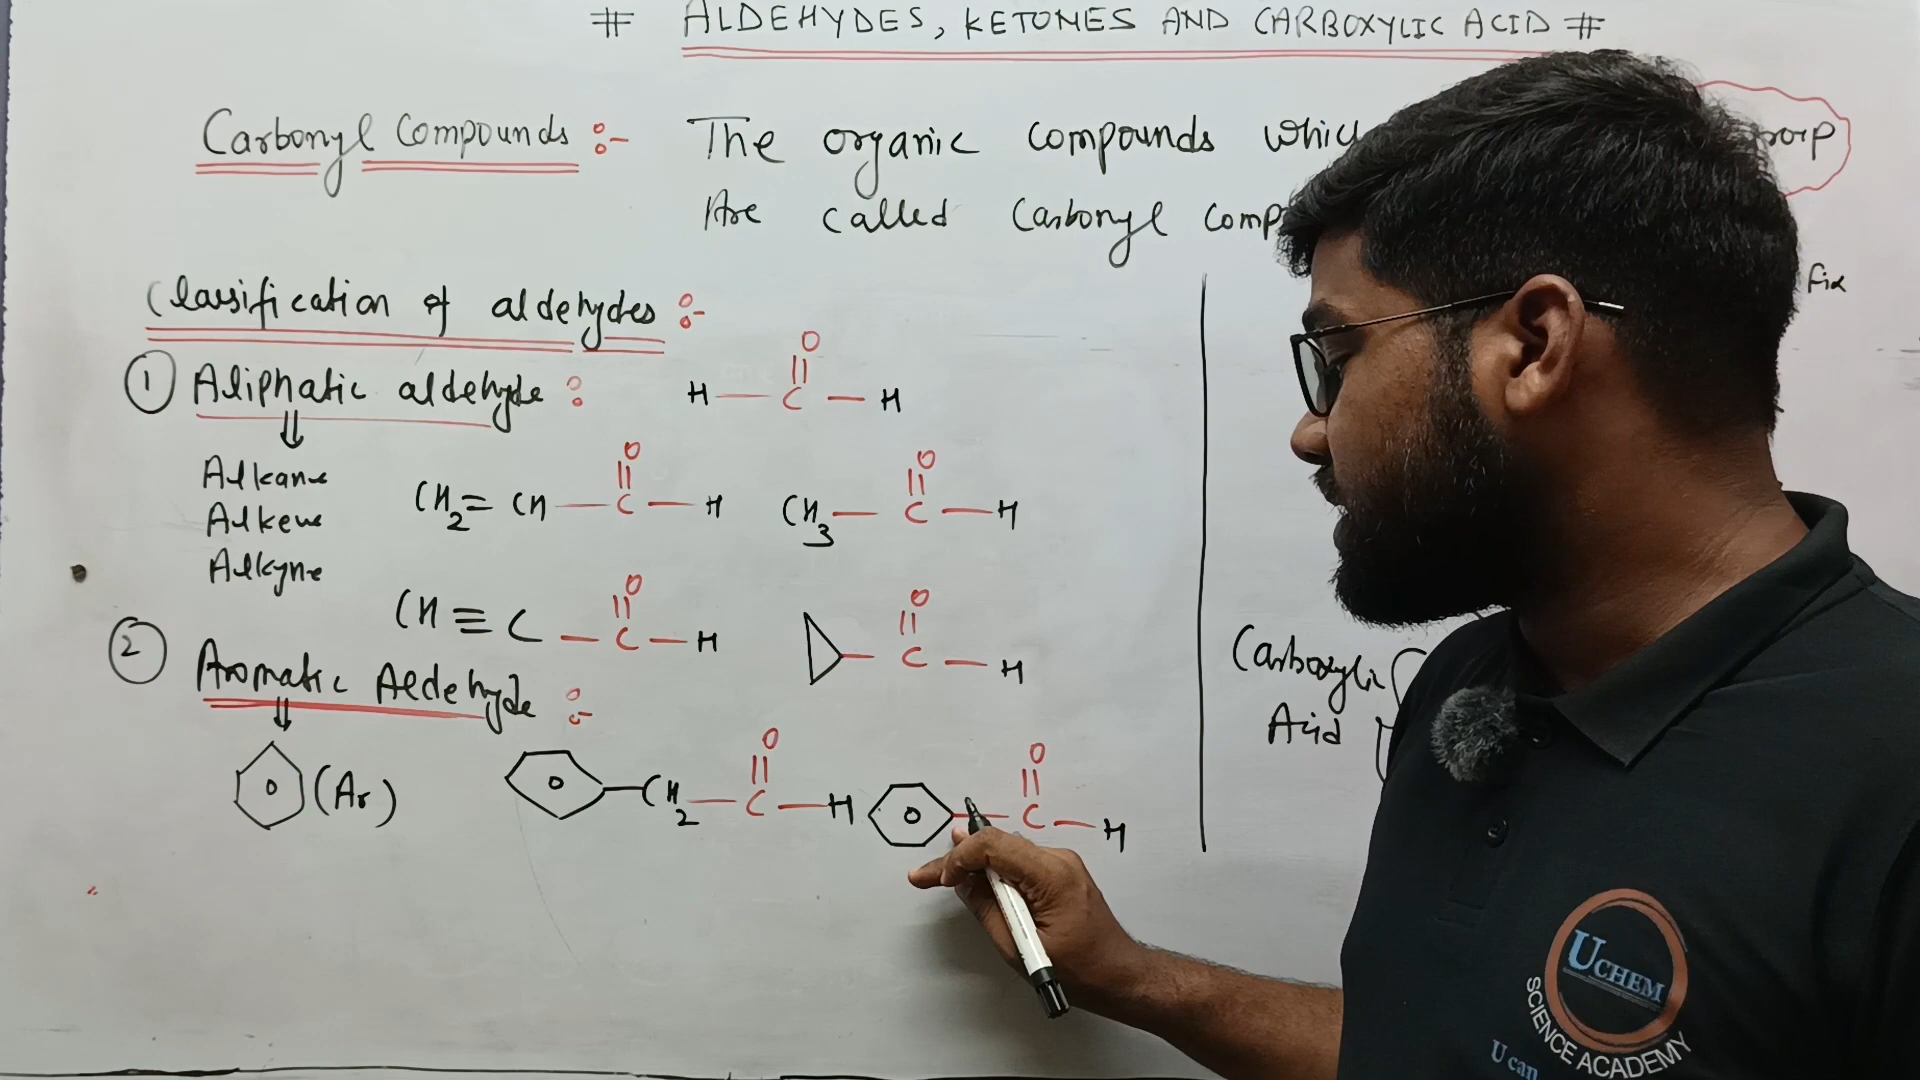 # ALDEHYDES, KETONES AND CARBOXYLIC ACID #
Carbonyl Compounds :- The organic compounds which
Are called Carbonyl comp
fix
Classification of aldehydes :-
1 Aliphatic aldehyde :
O
H — C — H
Alkane
Alkene
Alkyne
O
CH2= CH — C — H
O
CH3 — C — H
O
CH ≡ C — C — H
O
— C — H
2 Aromatic Aldehyde :-
(Ar)
O
— CH2 — C — H
O
— C — H
Carboxylic
Acid
UCHEM
SCIENCE ACADEMY
U can